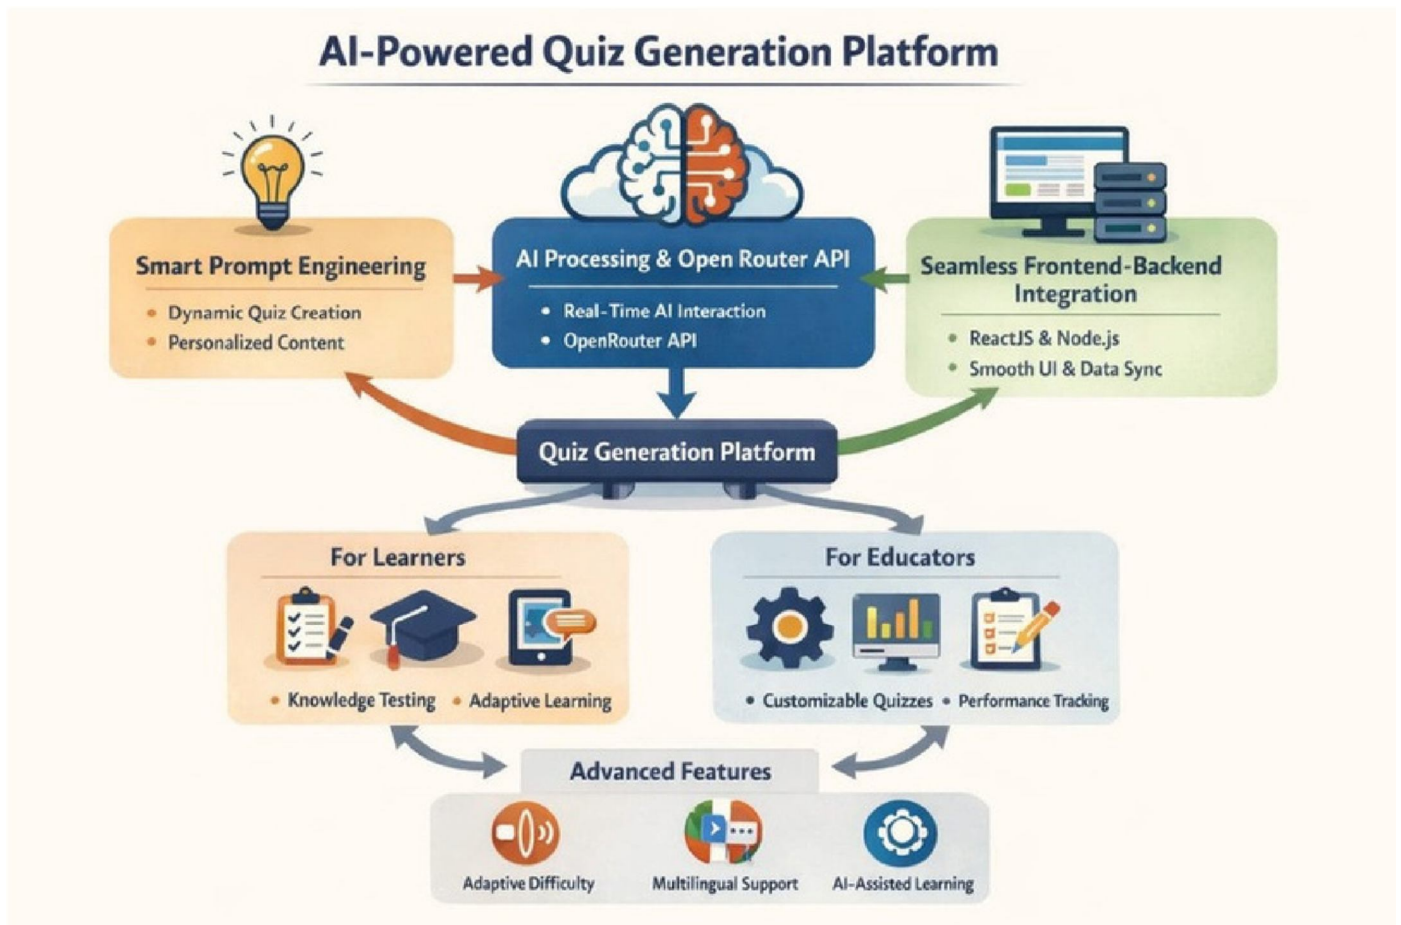 AI-Powered Quiz Generation Platform
Smart Prompt Engineering
• Dynamic Quiz Creation
• Personalized Content
AI Processing & Open Router API
• Real-Time AI Interaction
• OpenRouter API
Seamless Frontend-Backend
Integration
• ReactJS & Node.js
• Smooth UI & Data Sync
Quiz Generation Platform
For Learners
• Knowledge Testing • Adaptive Learning
For Educators
• Customizable Quizzes • Performance Tracking
Advanced Features
Adaptive Difficulty
Multilingual Support
AI-Assisted Learning